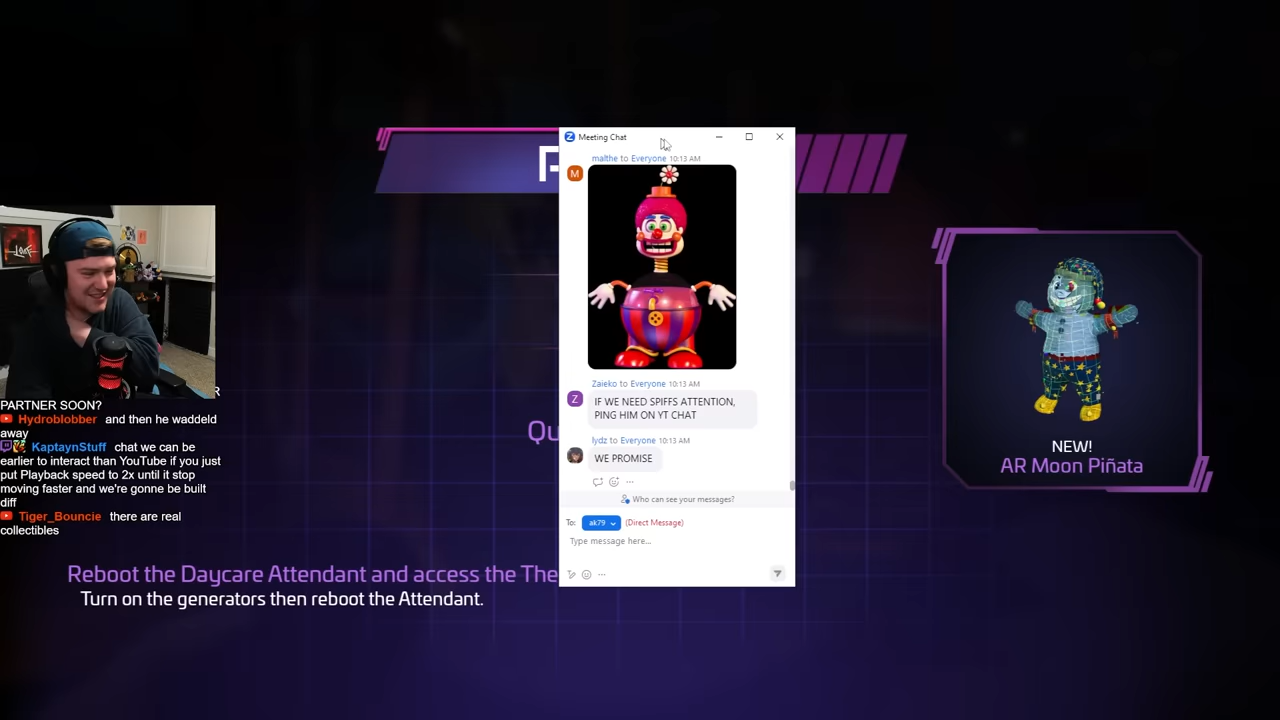 Meeting Chat
malthe to Everyone 10:13 AM
M
Zaieko to Everyone 10:13 AM
Z
IF WE NEED SPIFFS ATTENTION,
PING HIM ON YT CHAT
lydz to Everyone 10:13 AM
WE PROMISE
Who can see your messages?
To: ak79 (Direct Message)
Type message here...
P
Qu
NEW!
AR Moon Piñata
R
PARTNER SOON?
Hydroblobber and then he waddeld
away
KaptaynStuff chat we can be
earlier to interact than YouTube if you just
put Playback speed to 2x until it stop
moving faster and we're gonne be built
diff
Tiger_Bouncie there are real
collectibles
Reboot the Daycare Attendant and access the The
Turn on the generators then reboot the Attendant.